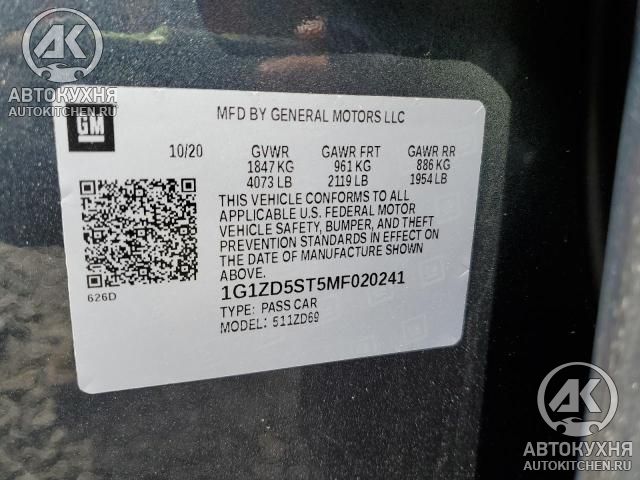 АК
АВТОКУХНЯ
AUTOKITCHEN.RU
GM
MFD BY GENERAL MOTORS LLC
10/20 GVWR GAWR FRT GAWR RR
1847 KG 961 KG 886 KG
4073 LB 2119 LB 1954 LB
THIS VEHICLE CONFORMS TO ALL
APPLICABLE U.S. FEDERAL MOTOR
VEHICLE SAFETY, BUMPER, AND THEFT
PREVENTION STANDARDS IN EFFECT ON
THE DATE OF MANUFACTURE SHOWN
ABOVE.
626D
1G1ZD5ST5MF020241
TYPE: PASS CAR
MODEL: 511ZD69
АК
АВТОКУХНЯ
AUTOKITCHEN.RU